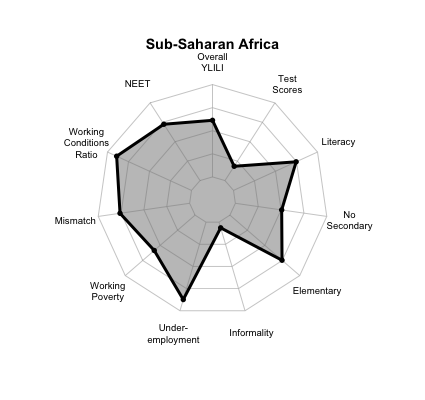 Sub-Saharan Africa
Overall
YLILI
Test
Scores
Literacy
No
Secondary
Elementary
Informality
Under-
employment
Working
Poverty
Mismatch
Working
Conditions
Ratio
NEET